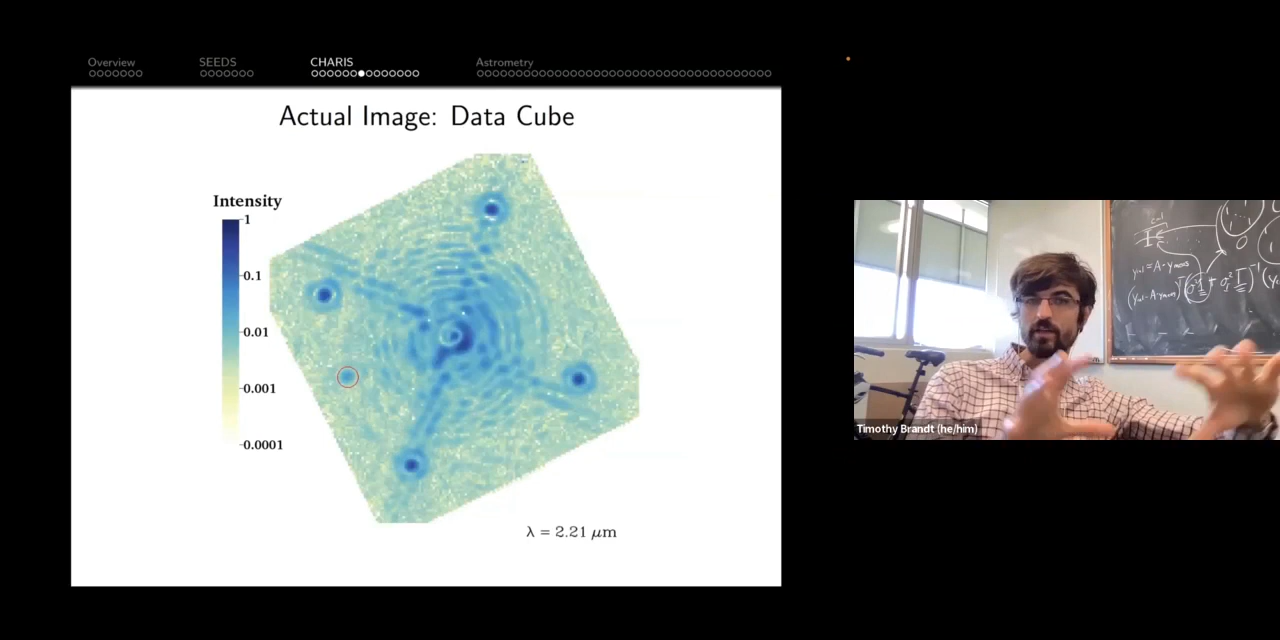 Overview SEEDS CHARIS Astrometry
Actual Image: Data Cube
Intensity
1
0.1
0.01
0.001
0.0001
λ = 2.21 μm
Timothy Brandt (he/him)